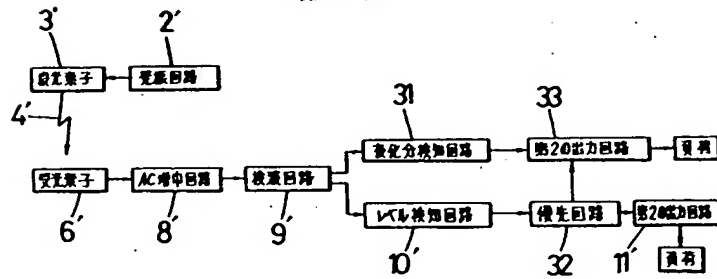 3'
2'
投光素子
発振回路
4'
31
33
変化分検知回路
第2の出力回路
負荷
受光素子
AC増巾回路
検波回路
レベル検知回路
優先回路
第2の出力回路
6'
8'
9'
10'
32
11'
負荷